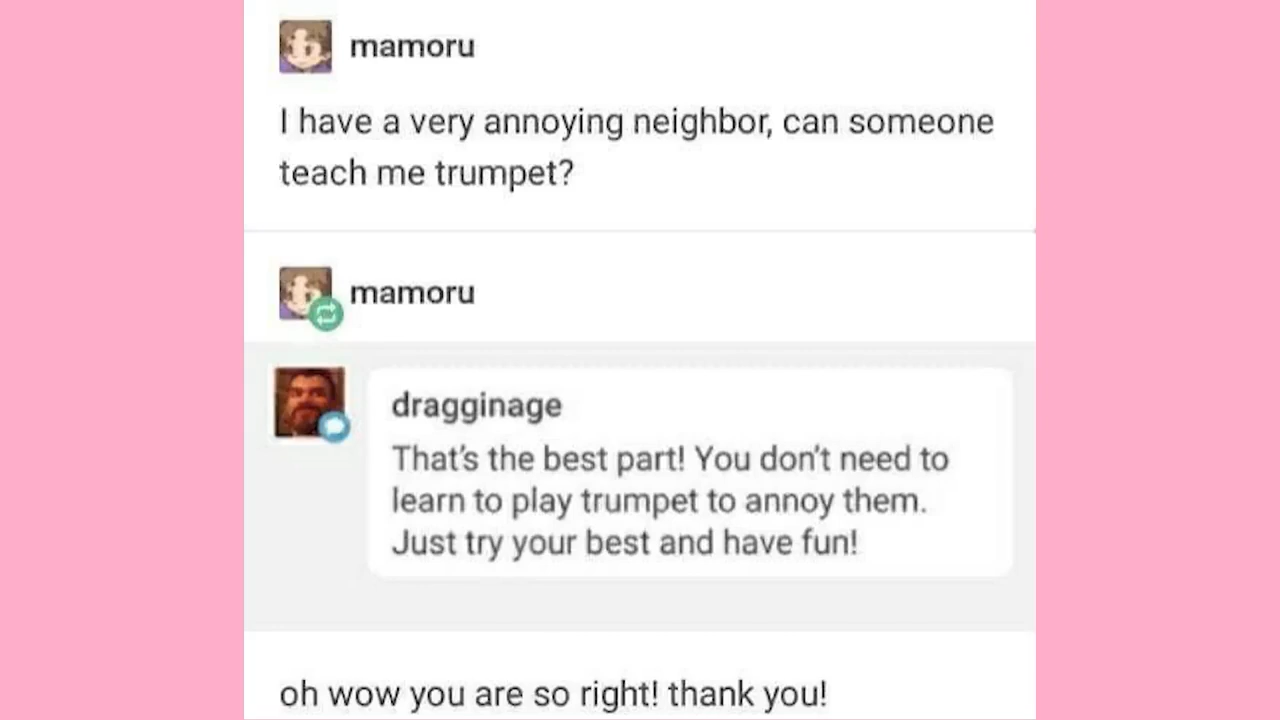 mamoru
I have a very annoying neighbor, can someone
teach me trumpet?
mamoru
dragginage
That's the best part! You don't need to
learn to play trumpet to annoy them.
Just try your best and have fun!
oh wow you are so right! thank you!